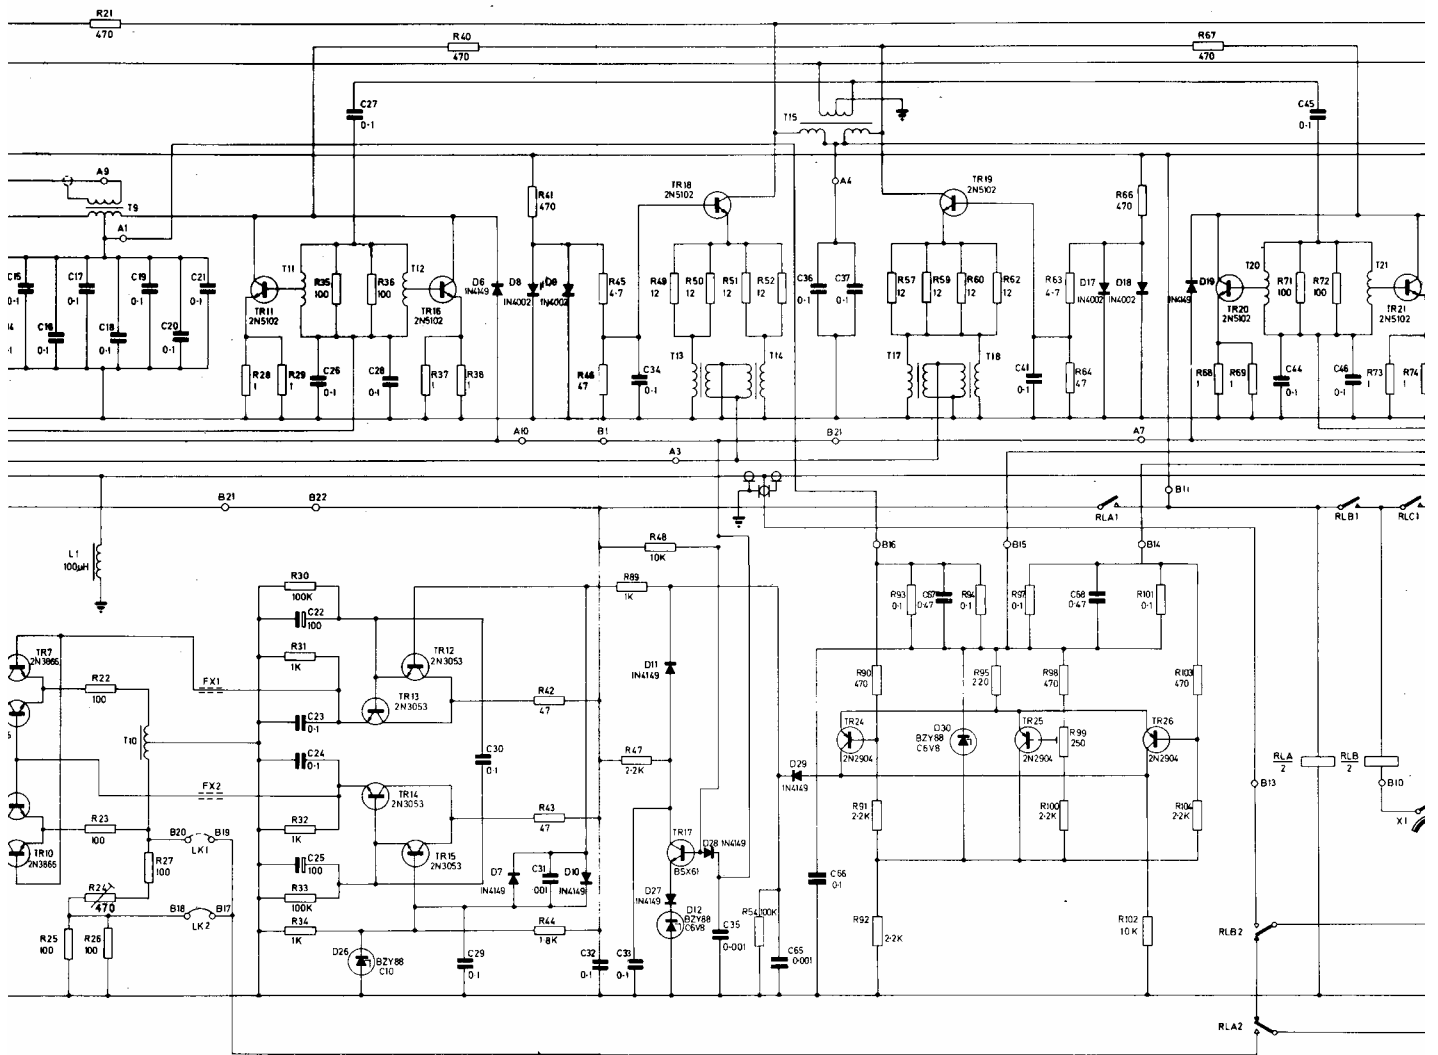 R21
470
R40
470
R67
470
C27
0·1
T15
C45
0·1
A9
T9
A1
A4
TR18
2N5102
TR19
2N5102
R41
470
R66
470
C15
0·1
C17
0·1
C19
0·1
C21
0·1
C16
0·1
C18
0·1
C20
0·1
T11
TR11
2N5102
R35
100
R36
100
T12
TR16
2N5102
D6
1N4149
D8
1N4002
D9
1N4002
R45
4·7
R49
12
R50
12
R51
12
R52
12
C36
0·1
C37
0·1
R57
12
R59
12
R60
12
R62
12
R63
4·7
D17
1N4002
D18
1N4002
D19
1N4149
T20
TR20
2N5102
R71
100
R72
100
T21
TR21
2N5102
R28
1
R29
1
C26
0·1
C28
0·1
R37
1
R38
1
R46
47
C34
0·1
T13
T14
T17
T18
C41
0·1
R64
47
R68
1
R69
1
C44
0·1
C46
0·1
R73
1
R74
1
A10
B1
B21
A7
A3
B21
B22
RLA1
B11
RLB1
RLC1
L1
100µH
R48
10K
B16
B15
B14
R30
100K
C22
100
R31
1K
R89
1K
R93
0·1
C67
0·47
R94
0·1
R97
0·1
C68
0·47
R101
0·1
TR7
2N3866
R22
100
FX1
TR12
2N3053
TR13
2N3053
C23
0·1
R42
47
D11
1N4149
R90
470
R95
220
R98
470
R103
470
T10
C24
0·1
C30
0·1
R47
2·2K
TR24
2N2904
D30
BZY88
C6V8
TR25
2N2904
R99
250
TR26
2N2904
D29
1N4149
RLA
2
RLB
2
B13
B10
FX2
TR14
2N3053
R43
47
R91
2·2K
R100
2·2K
R104
2·2K
X1
R23
100
B20
B19
LK1
R32
1K
C25
100
TR15
2N3053
TR17
BSX61
D28 1N4149
TR10
2N3866
R27
100
R24
470
R33
100K
D7
1N4149
C31
·001
D10
1N4149
D27
1N4149
D12
BZY88
C6V8
C66
0·1
B18
B17
LK2
R34
1K
R44
1·8K
R54 100K
R92
2·2K
R102
10K
RLB2
R25
100
R26
100
D26
BZY88
C10
C29
0·1
C32
0·1
C33
0·1
C35
0·001
C65
0·001
RLA2